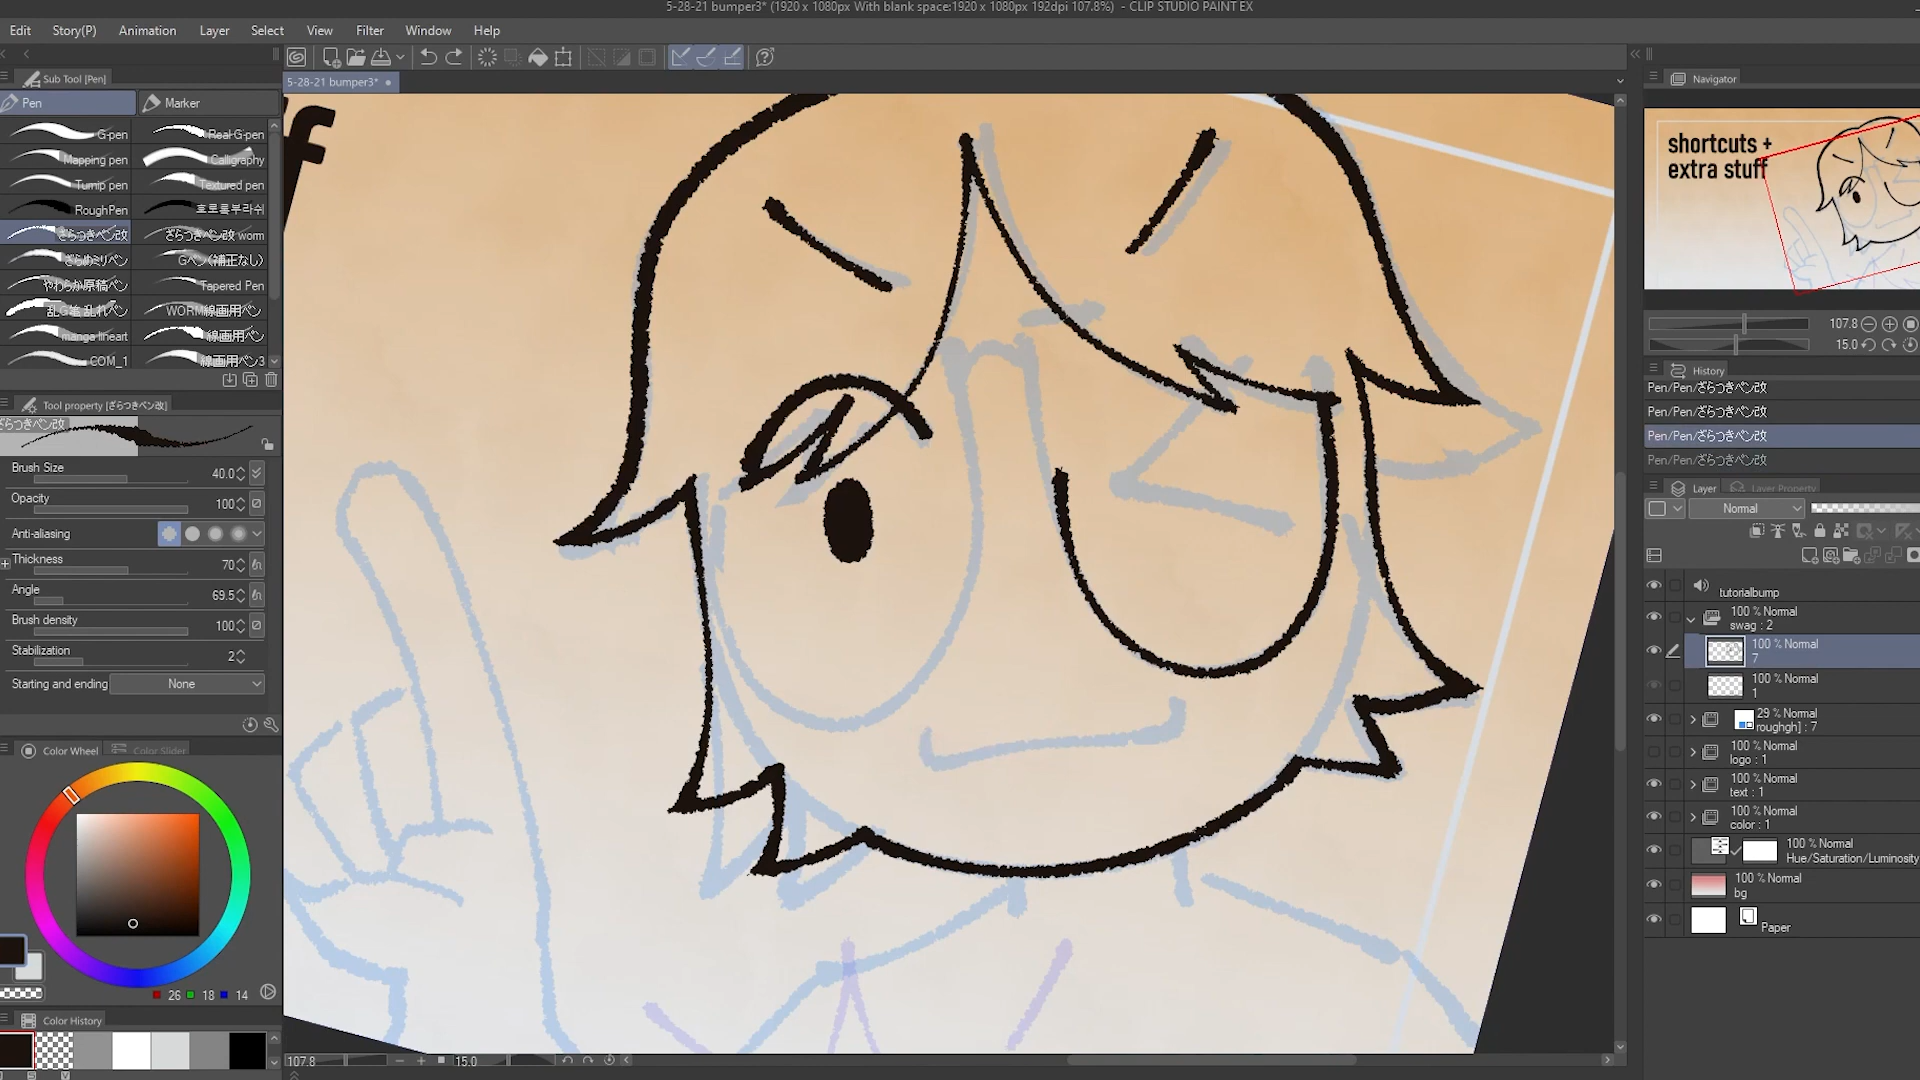 5-28-21 bumper3* (1920 x 1080px With blank space:1920 x 1080px 192dpi 107.8%) - CLIP STUDIO PAINT EX
Edit Story(P) Animation Layer Select View Filter Window Help
Sub Tool [Pen]
5-28-21 bumper3*
Navigator
Pen Marker
G-pen Real G-pen
Mapping pen Calligraphy
Turnip pen Textured pen
RoughPen 호로록부라쉬
ざらつきペン改 ざらつきペン改 worm
ざらめミリペン Gペン(補正なし)
やわらか原稿ペン Tapered Pen
WORM線画用ペン
manga lineart 線画用ペン
COM_1 線画用ペン3
Tool property [ざらつきペン改]
ざらつきペン改
Brush Size 40.0
Opacity 100
Anti-aliasing
Thickness 70
Angle 69.5
Brush density 100
Stabilization 2
Starting and ending None
Color Wheel Color Slider
26 18 14
Color History
f
107.8 15.0
shortcuts +
extra stuff
107.8
15.0
History
Pen/Pen/ざらつきペン改
Pen/Pen/ざらつきペン改
Pen/Pen/ざらつきペン改
Pen/Pen/ざらつきペン改
Layer Layer Property
Normal
tutorialbump
100 % Normal
swag : 2
100 % Normal
7
100 % Normal
1
29 % Normal
roughgh] : 7
100 % Normal
logo : 1
100 % Normal
text : 1
100 % Normal
color : 1
100 % Normal
Hue/Saturation/Luminosity
100 % Normal
bg
Paper